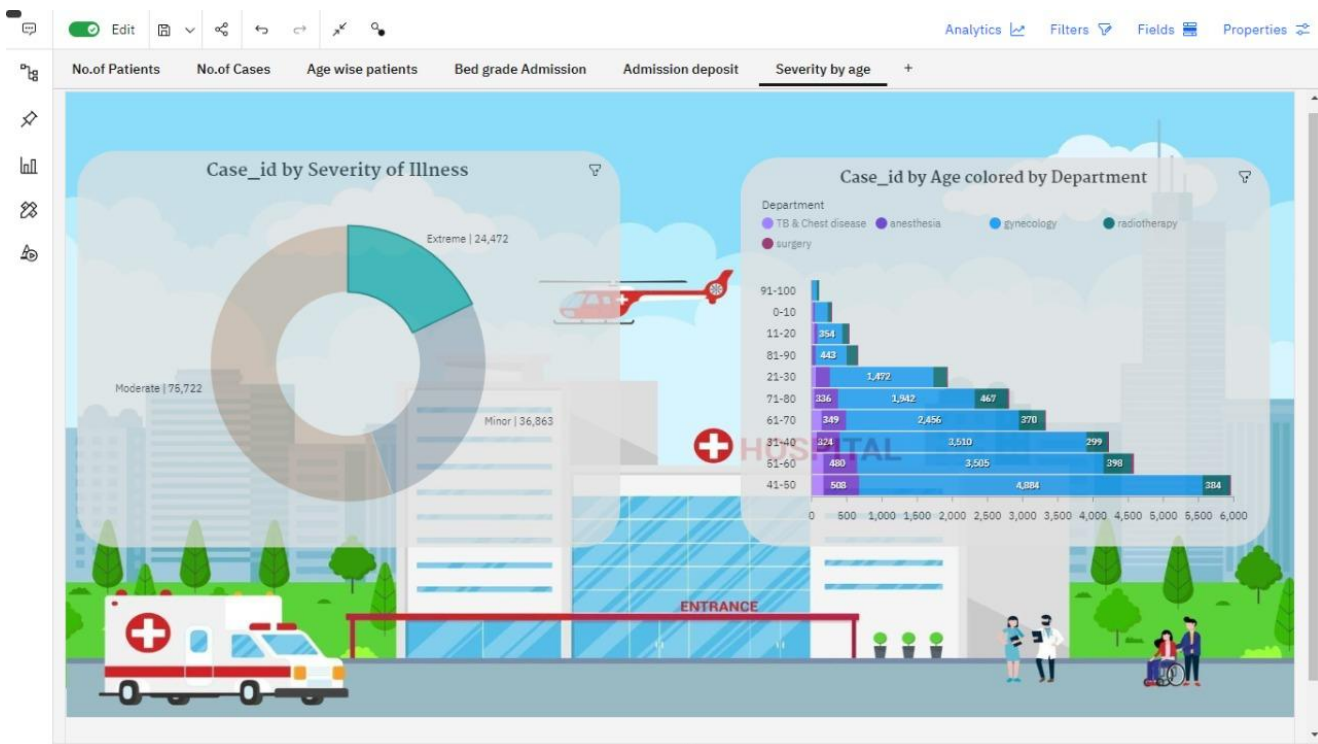 Edit
Analytics Filters Fields Properties
No.of Patients No.of Cases Age wise patients Bed grade Admission Admission deposit Severity by age +
Case_id by Severity of Illness
Extreme | 24,472
Moderate | 75,722
Minor | 36,863
Case_id by Age colored by Department
Department
TB & Chest disease anesthesia gynecology radiotherapy
surgery
91-100
0-10
11-20 354
81-90 443
21-30 1,472
71-80 336 1,942 467
61-70 349 2,456 370
31-40 324 3,510 299
51-60 480 3,505 398
41-50 508 4,884 384
0 500 1,000 1,500 2,000 2,500 3,000 3,500 4,000 4,500 5,000 5,500 6,000
HOSPITAL
ENTRANCE